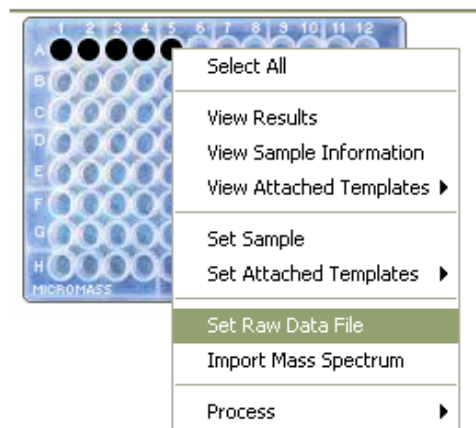 1 2 3 4 5 6 7 8 9 10 11 12
A
B
C
D
E
F
G
H
MICROMASS
Select All
View Results
View Sample Information
View Attached Templates
Set Sample
Set Attached Templates
Set Raw Data File
Import Mass Spectrum
Process